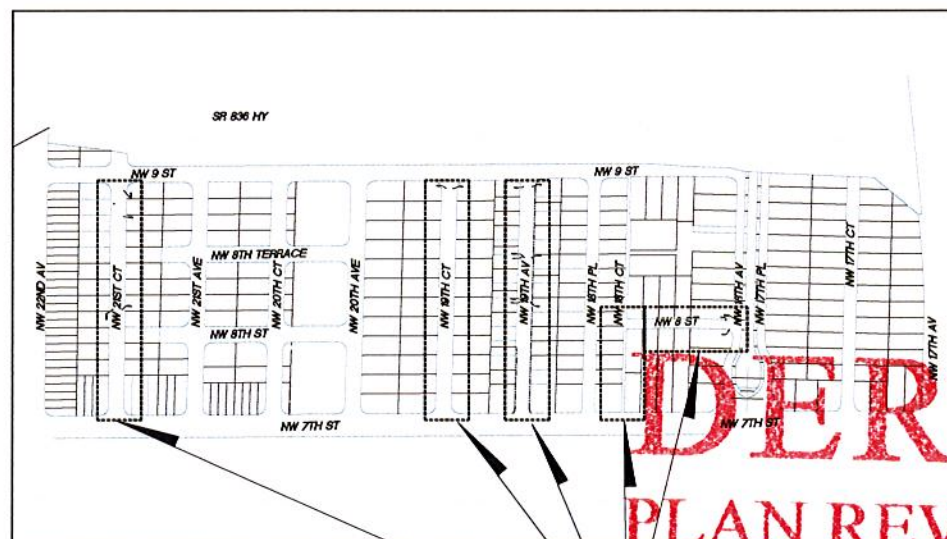 SR 836 HY
NW 9 ST
NW 9 ST
NW 8TH TERRACE
NW 22ND AV
NW 21ST CT
NW 21ST AVE
NW 20TH CT
NW 20TH AVE
NW 19TH CT
NW 19TH AV
NW 18TH PL
NW 18TH CT
NW 18TH AV
NW 17TH PL
NW 17TH CT
NW 17TH AV
NW 8TH ST
NW 8 ST
NW 7TH ST
NW 7TH ST
DER
PLAN REV